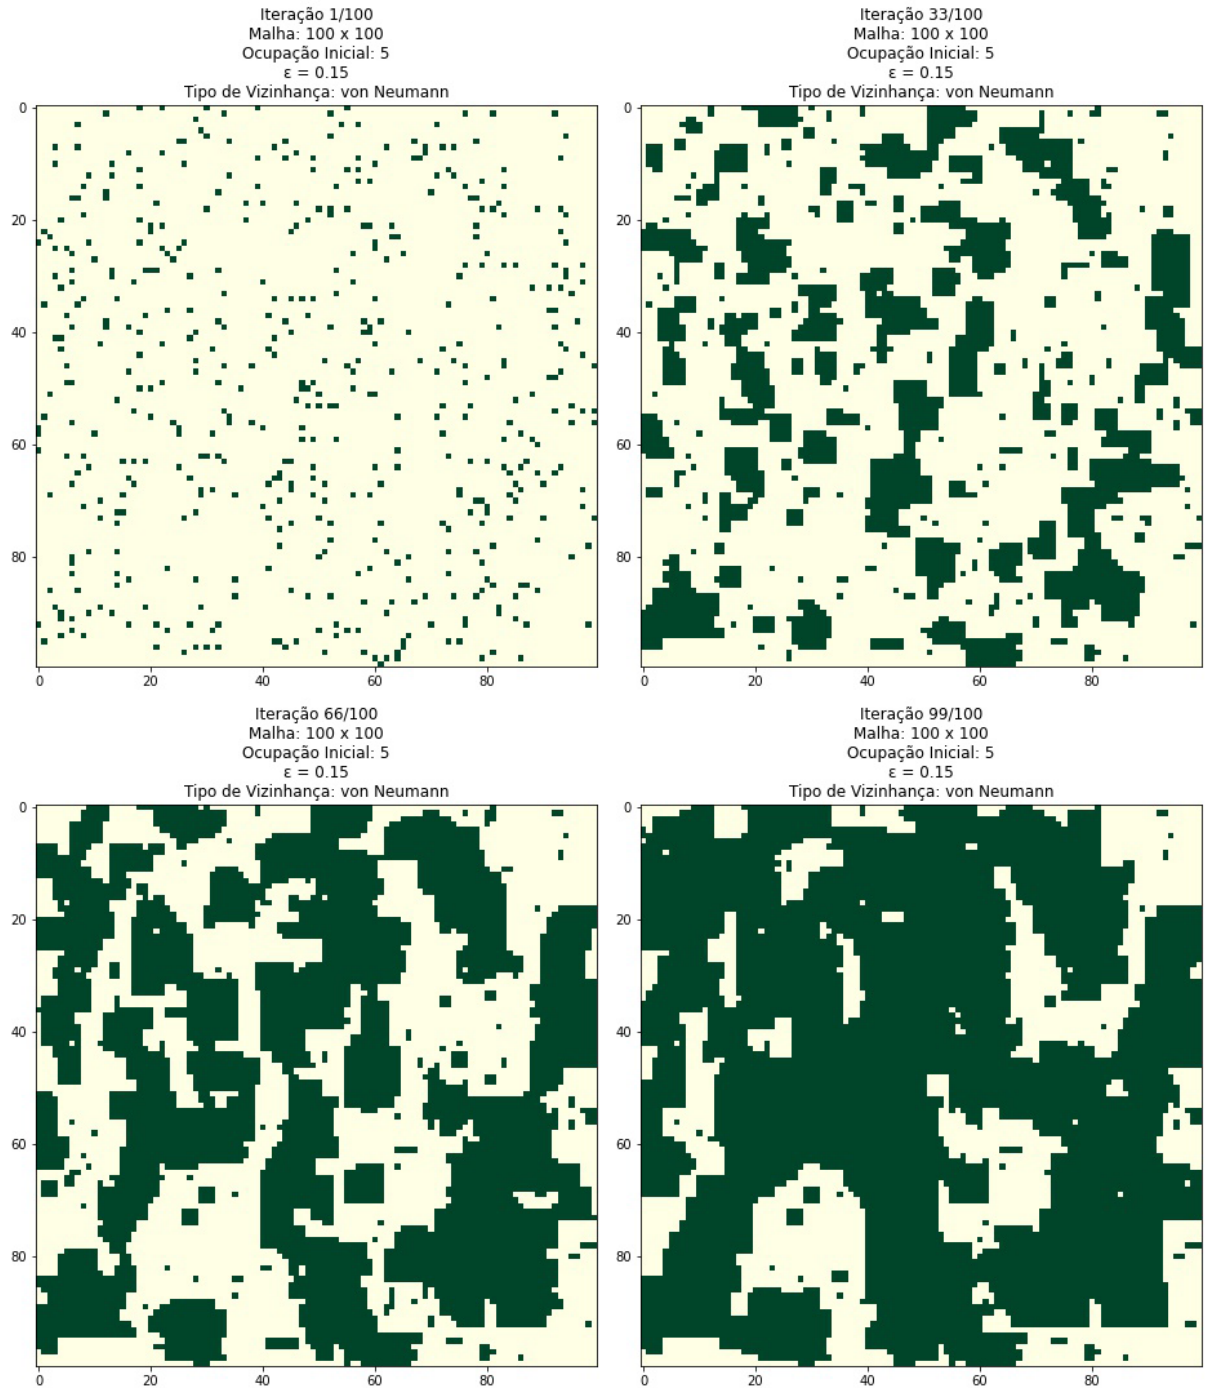 Iteração 1/100
Malha: 100 x 100
Ocupação Inicial: 5
ε = 0.15
Tipo de Vizinhança: von Neumann
0
20
40
60
80
0 20 40 60 80
Iteração 33/100
Malha: 100 x 100
Ocupação Inicial: 5
ε = 0.15
Tipo de Vizinhança: von Neumann
0
20
40
60
80
0 20 40 60 80
Iteração 66/100
Malha: 100 x 100
Ocupação Inicial: 5
ε = 0.15
Tipo de Vizinhança: von Neumann
0
20
40
60
80
0 20 40 60 80
Iteração 99/100
Malha: 100 x 100
Ocupação Inicial: 5
ε = 0.15
Tipo de Vizinhança: von Neumann
0
20
40
60
80
0 20 40 60 80